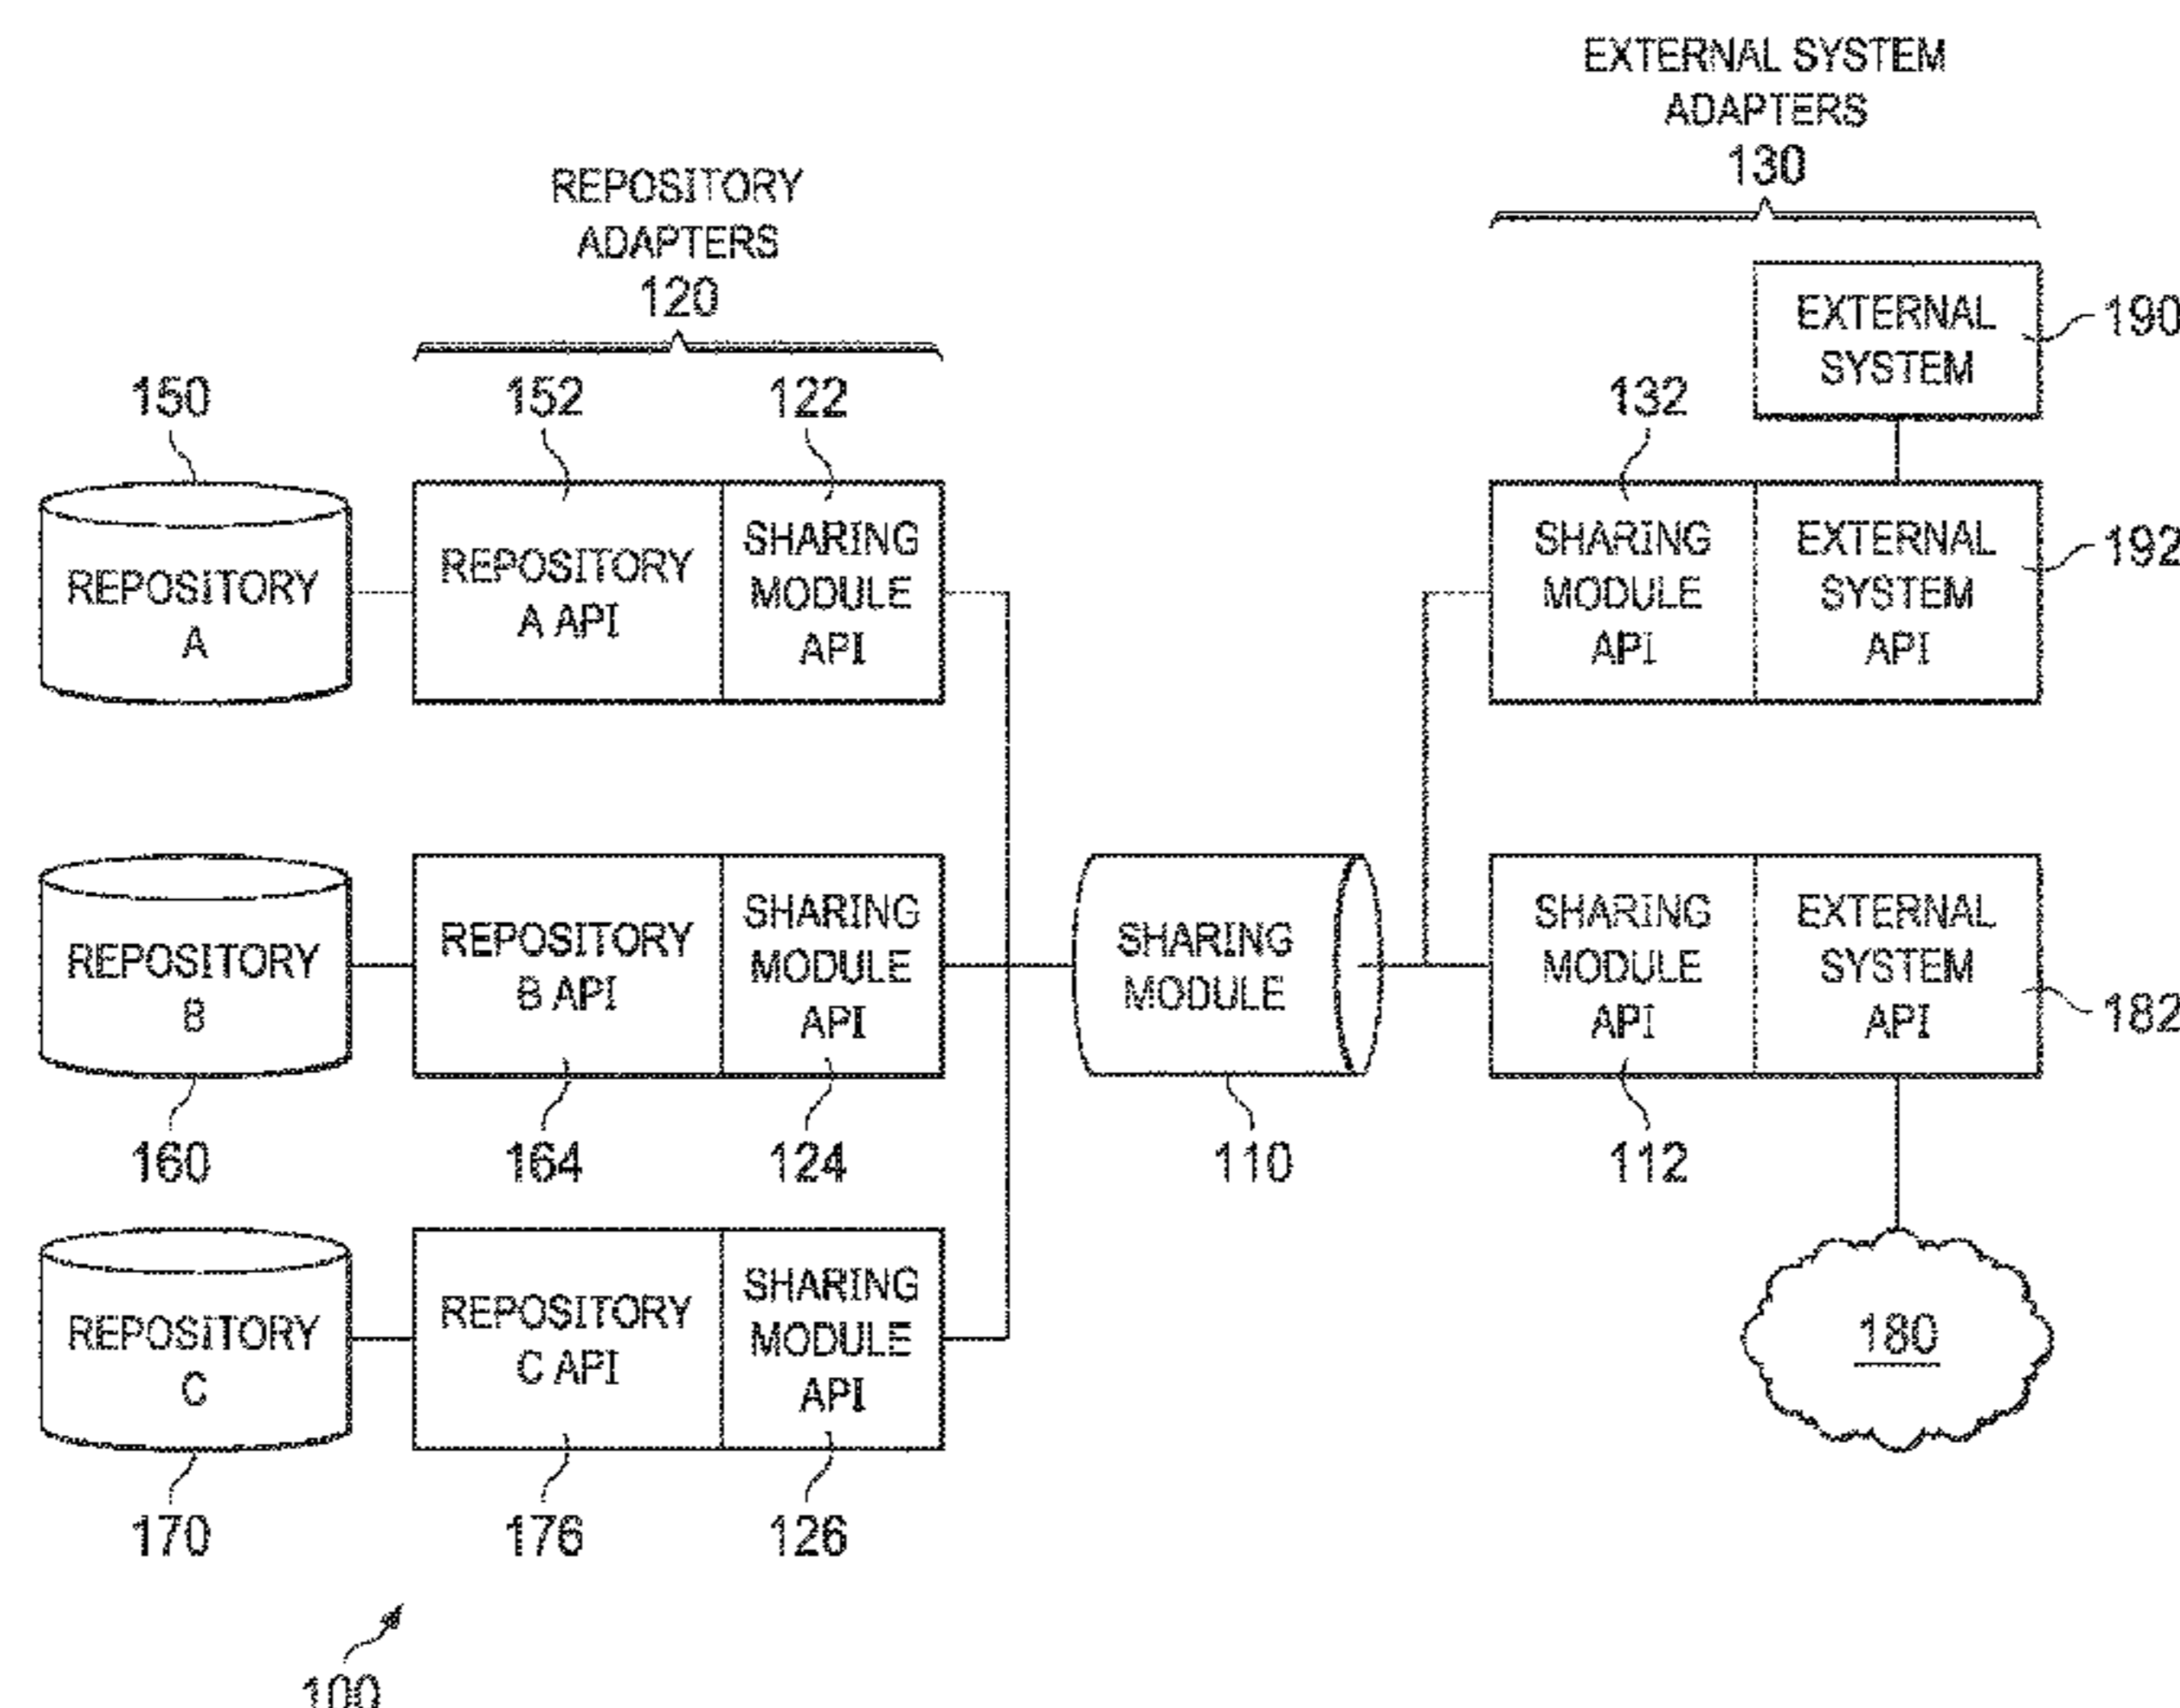 EXTERNAL SYSTEM
ADAPTERS
130
REPOSITORY
ADAPTERS
120
EXTERNAL
SYSTEM
190
150
152
122
132
REPOSITORY
A
REPOSITORY
A API
SHARING
MODULE
API
SHARING
MODULE
API
EXTERNAL
SYSTEM
API
192
REPOSITORY
B
REPOSITORY
B API
SHARING
MODULE
API
SHARING
MODULE
SHARING
MODULE
API
EXTERNAL
SYSTEM
API
182
160
164
124
110
112
REPOSITORY
C
REPOSITORY
C API
SHARING
MODULE
API
180
170
176
126
100